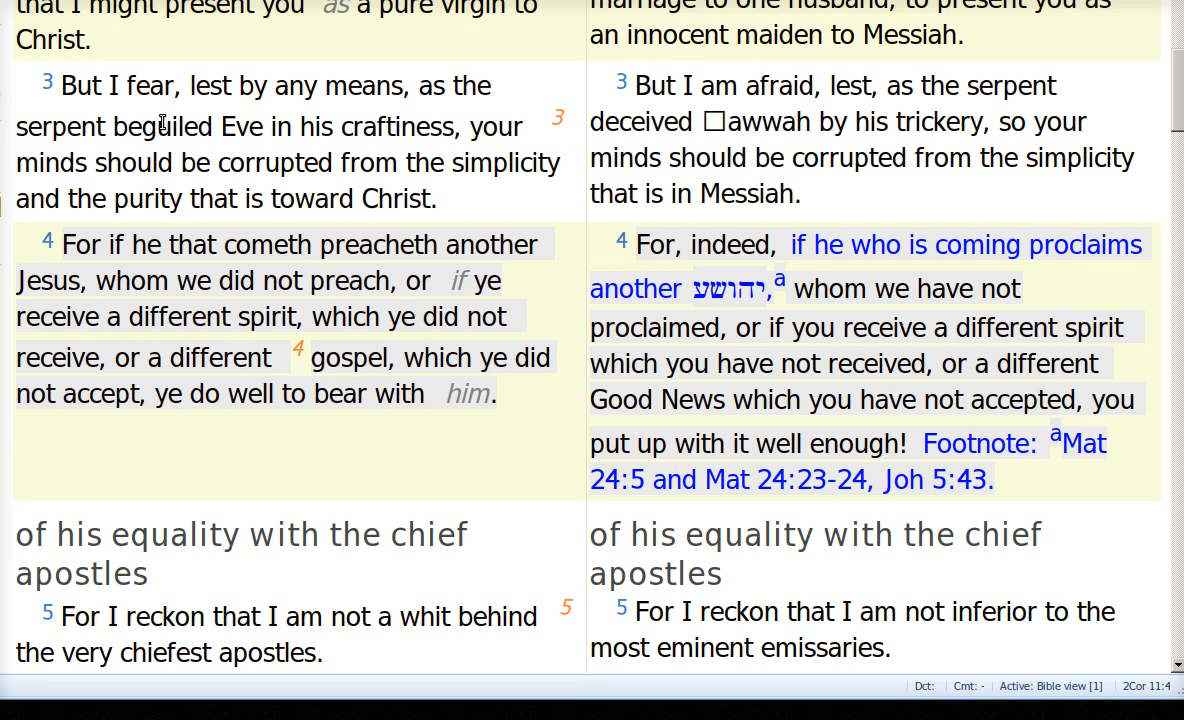 that I might present you as a pure virgin to
Christ.
3 But I fear, lest by any means, as the
serpent beguiled Eve in his craftiness, your 3
minds should be corrupted from the simplicity
and the purity that is toward Christ.
4 For if he that cometh preacheth another
Jesus, whom we did not preach, or if ye
receive a different spirit, which ye did not
receive, or a different 4 gospel, which ye did
not accept, ye do well to bear with him.
of his equality with the chief
apostles
5 For I reckon that I am not a whit behind 5
the very chiefest apostles.
marriage to one husband, to present you as
an innocent maiden to Messiah.
3 But I am afraid, lest, as the serpent
deceived □awwah by his trickery, so your
minds should be corrupted from the simplicity
that is in Messiah.
4 For, indeed, if he who is coming proclaims
another יהושע,a whom we have not
proclaimed, or if you receive a different spirit
which you have not received, or a different
Good News which you have not accepted, you
put up with it well enough! Footnote: aMat
24:5 and Mat 24:23-24, Joh 5:43.
of his equality with the chief
apostles
5 For I reckon that I am not inferior to the
most eminent emissaries.
Dct: Cmt: - Active: Bible view [1] 2Cor 11:4